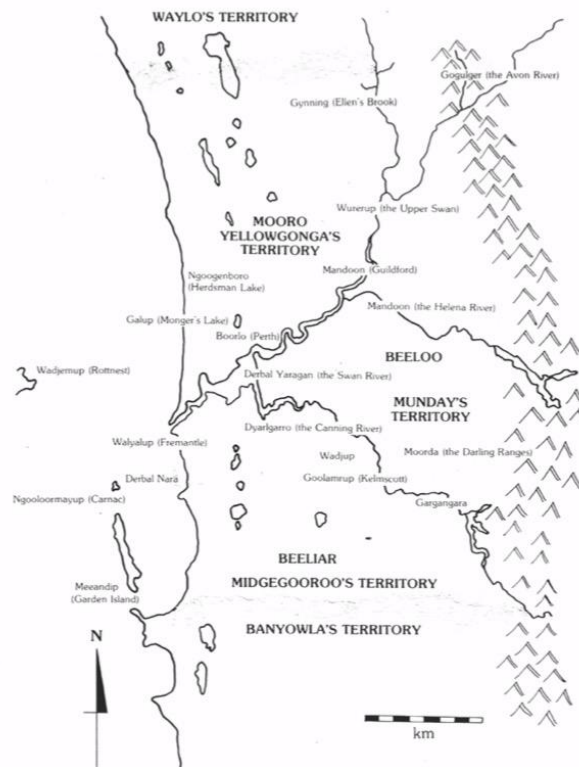 WAYLO'S TERRITORY
Gogulger (the Avon River)
Gynning (Ellen's Brook)
Wurerup (the Upper Swan)
MOORO
YELLOWGONGA'S
TERRITORY
Ngoogenboro
(Herdsman Lake)
Mandoon (Guildford)
Mandoon (the Helena River)
Galup (Monger's Lake)
Boorlo (Perth)
BEELOO
Wadjemup (Rottnest)
Derbal Yaragan (the Swan River)
MUNDAY'S
TERRITORY
Dyarlgarro (the Canning River)
Walyalup (Fremantle)
Wadjup
Moorda (the Darling Ranges)
Derbal Nara
Goolamrup (Kelmscott)
Ngooloormayup (Carnac)
Gargangara
BEELIAR
MIDGEGOOROO'S TERRITORY
Meeandip
(Garden Island)
BANYOWLA'S TERRITORY
N
km